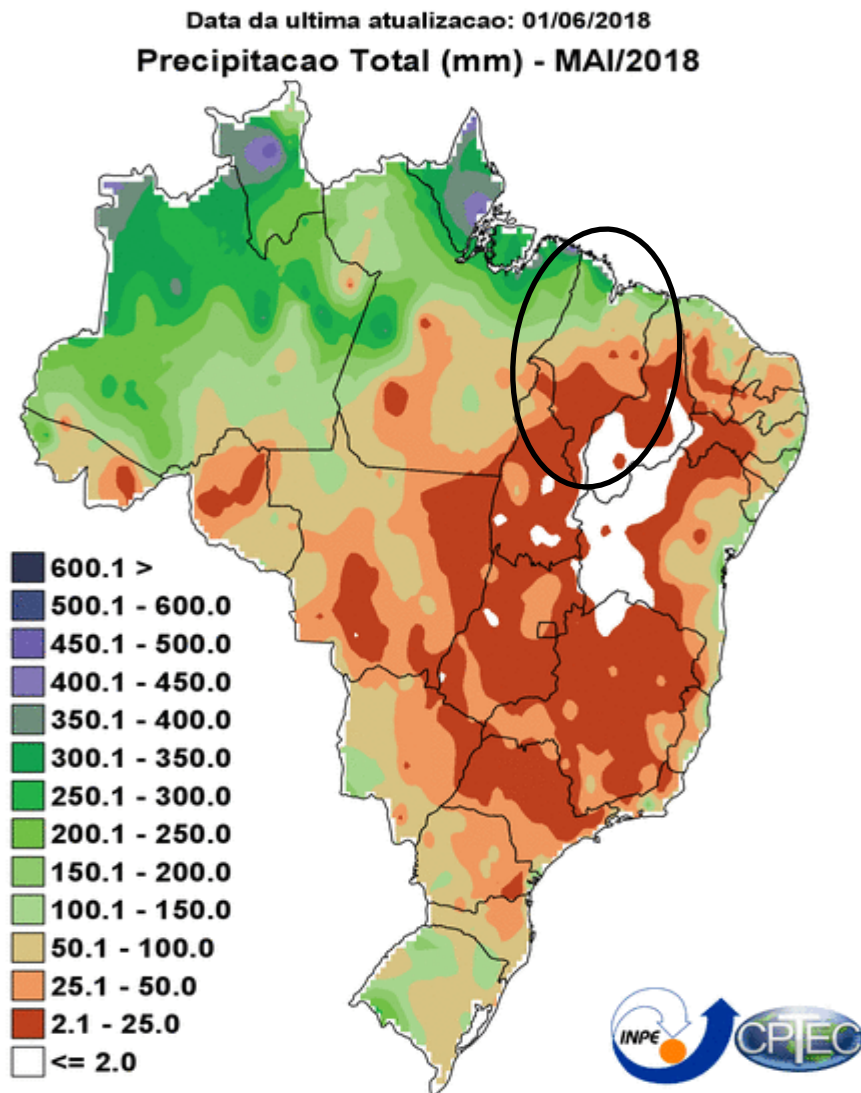 Data da ultima atualizacao: 01/06/2018
Precipitacao Total (mm) - MAI/2018
600.1 >
500.1 - 600.0
450.1 - 500.0
400.1 - 450.0
350.1 - 400.0
300.1 - 350.0
250.1 - 300.0
200.1 - 250.0
150.1 - 200.0
100.1 - 150.0
50.1 - 100.0
25.1 - 50.0
2.1 - 25.0
<= 2.0
INPE
CPTEC